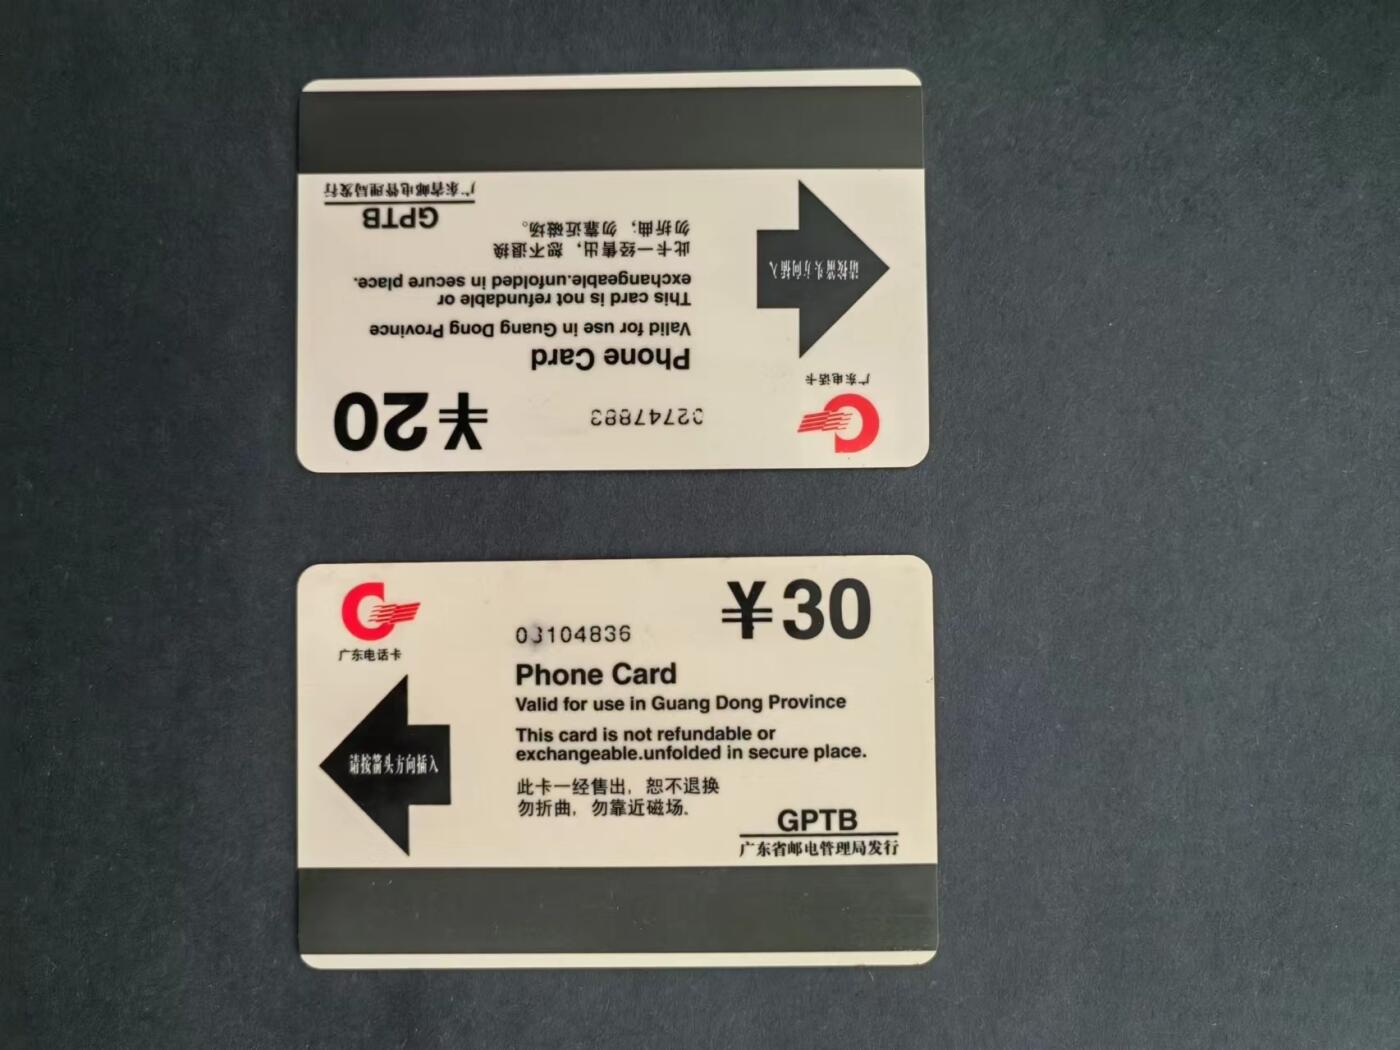 ¥20
02747883
广东电话卡
Phone Card
Valid for use in Guang Dong Province
This card is not refundable or
exchangeable.unfolded in secure place.
请按箭头方向插入
此卡一经售出，恕不退换
勿折曲，勿靠近磁场。
GPTB
广东省邮电管理局发行
¥30
03104836
广东电话卡
Phone Card
Valid for use in Guang Dong Province
This card is not refundable or
exchangeable.unfolded in secure place.
请按箭头方向插入
此卡一经售出，恕不退换
勿折曲，勿靠近磁场.
GPTB
广东省邮电管理局发行